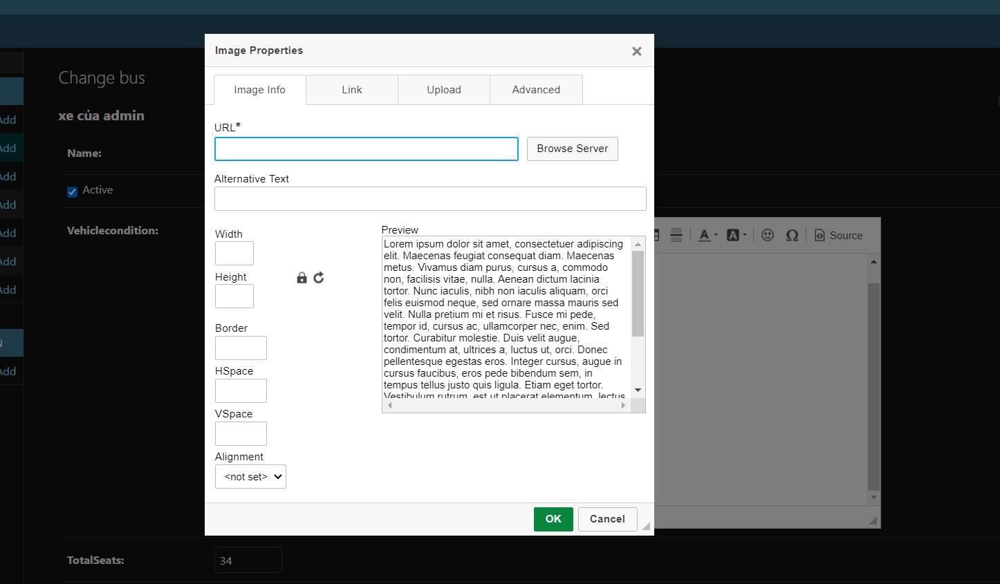 Image Properties
Image Info
Link
Upload
Advanced
URL*
Browse Server
Alternative Text
Width
Height
Border
HSpace
VSpace
Alignment
<not set>
Preview
Lorem ipsum dolor sit amet, consectetuer adipiscing
elit. Maecenas feugiat consequat diam. Maecenas
metus. Vivamus diam purus, cursus a, commodo
non, facilisis vitae, nulla. Aenean dictum lacinia
tortor. Nunc iaculis, nibh non iaculis aliquam, orci
felis euismod neque, sed ornare massa mauris sed
velit. Nulla pretium mi et risus. Fusce mi pede,
tempor id, cursus ac, ullamcorper nec, enim. Sed
tortor. Curabitur molestie. Duis velit augue,
condimentum at, ultrices a, luctus ut, orci. Donec
pellentesque egestas eros. Integer cursus, augue in
cursus faucibus, eros pede bibendum sem, in
tempus tellus justo quis ligula. Etiam eget tortor.
Vestibulum rutrum, est ut placerat elementum, lectus
OK
Cancel
Change bus
xe của admin
Name:
Active
Vehiclecondition:
A
A
Ω
Source
TotalSeats:
34
Add
Add
Add
Add
Add
Add
Add
N
Add